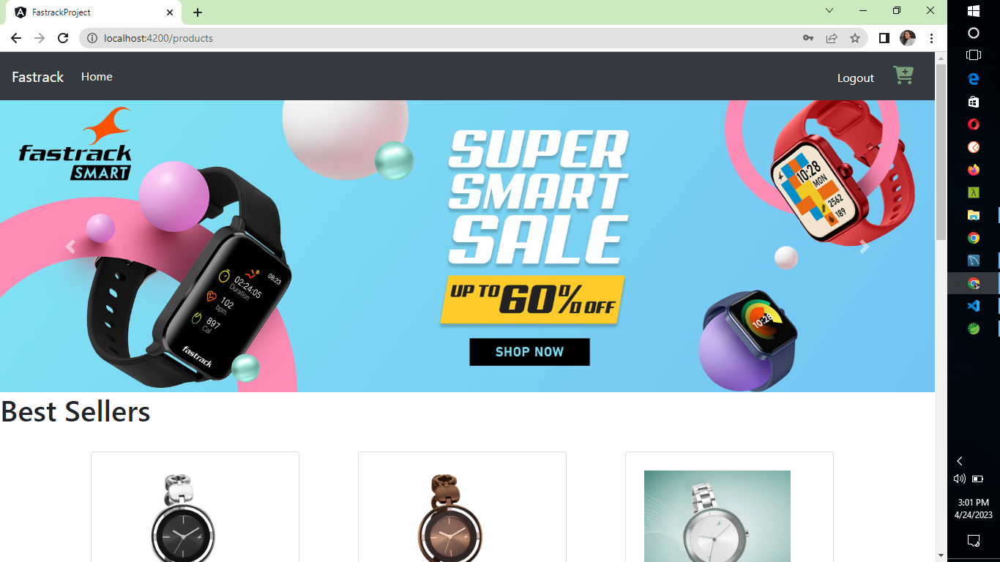 FastrackProject
localhost:4200/products
Fastrack
Home
Logout
fastrack
SMART
SUPER
SMART
SALE
UP TO 60% OFF
SHOP NOW
08:23
02:24:05
Duration
102
bpm
897
Cal
fastrack
10:28
MON
2562
189
10:28
Best Sellers
3:01 PM
4/24/2023